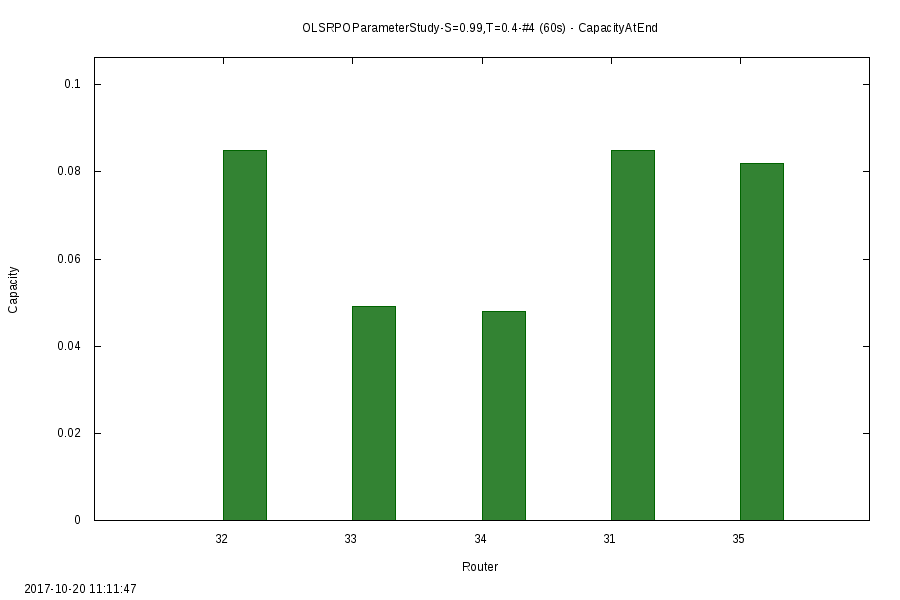 OLSRPOParameterStudy-S=0.99,T=0.4-#4 (60s) - CapacityAtEnd
0.1
0.08
0.06
0.04
0.02
0
Capacity
32 33 34 31 35
Router
2017-10-20 11:11:47